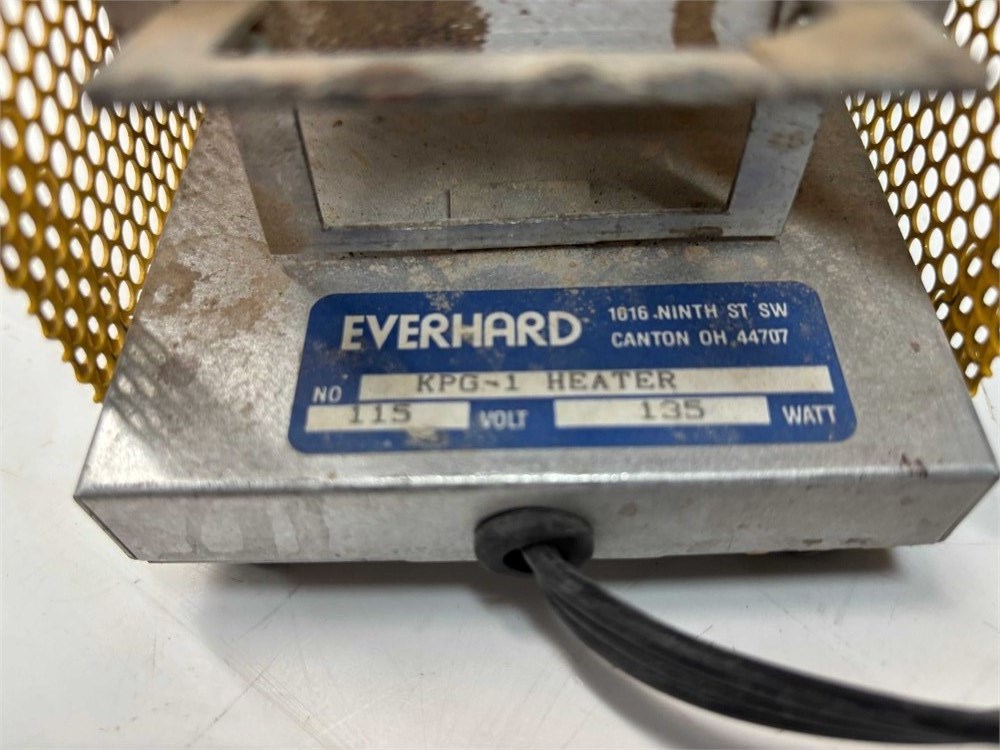 EVERHARD
1616 NINTH ST SW
CANTON OH 44707
NO KPG-1 HEATER
115 VOLT 135 WATT